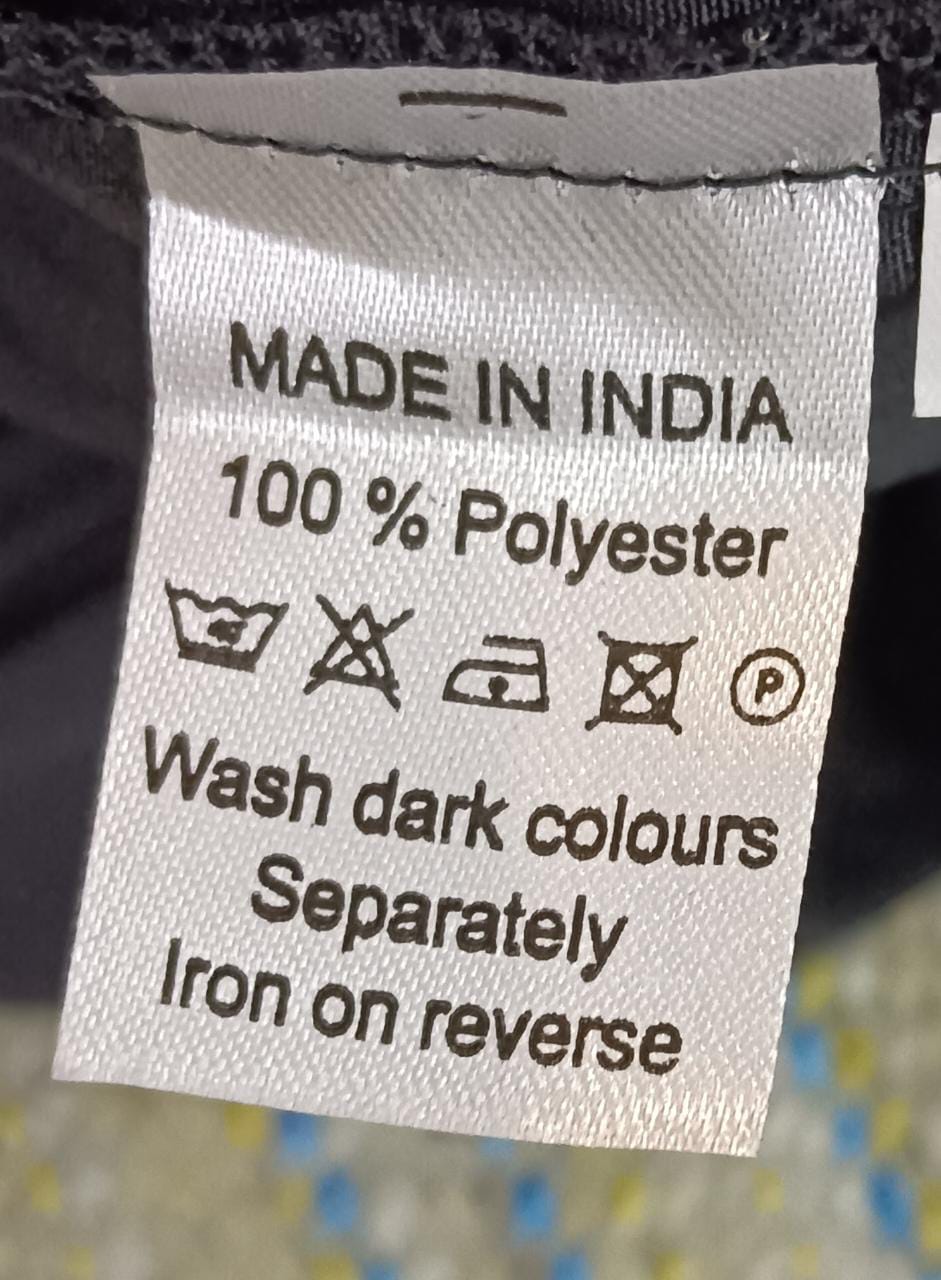 MADE IN INDIA
100 % Polyester
P
Wash dark colours
Separately
Iron on reverse